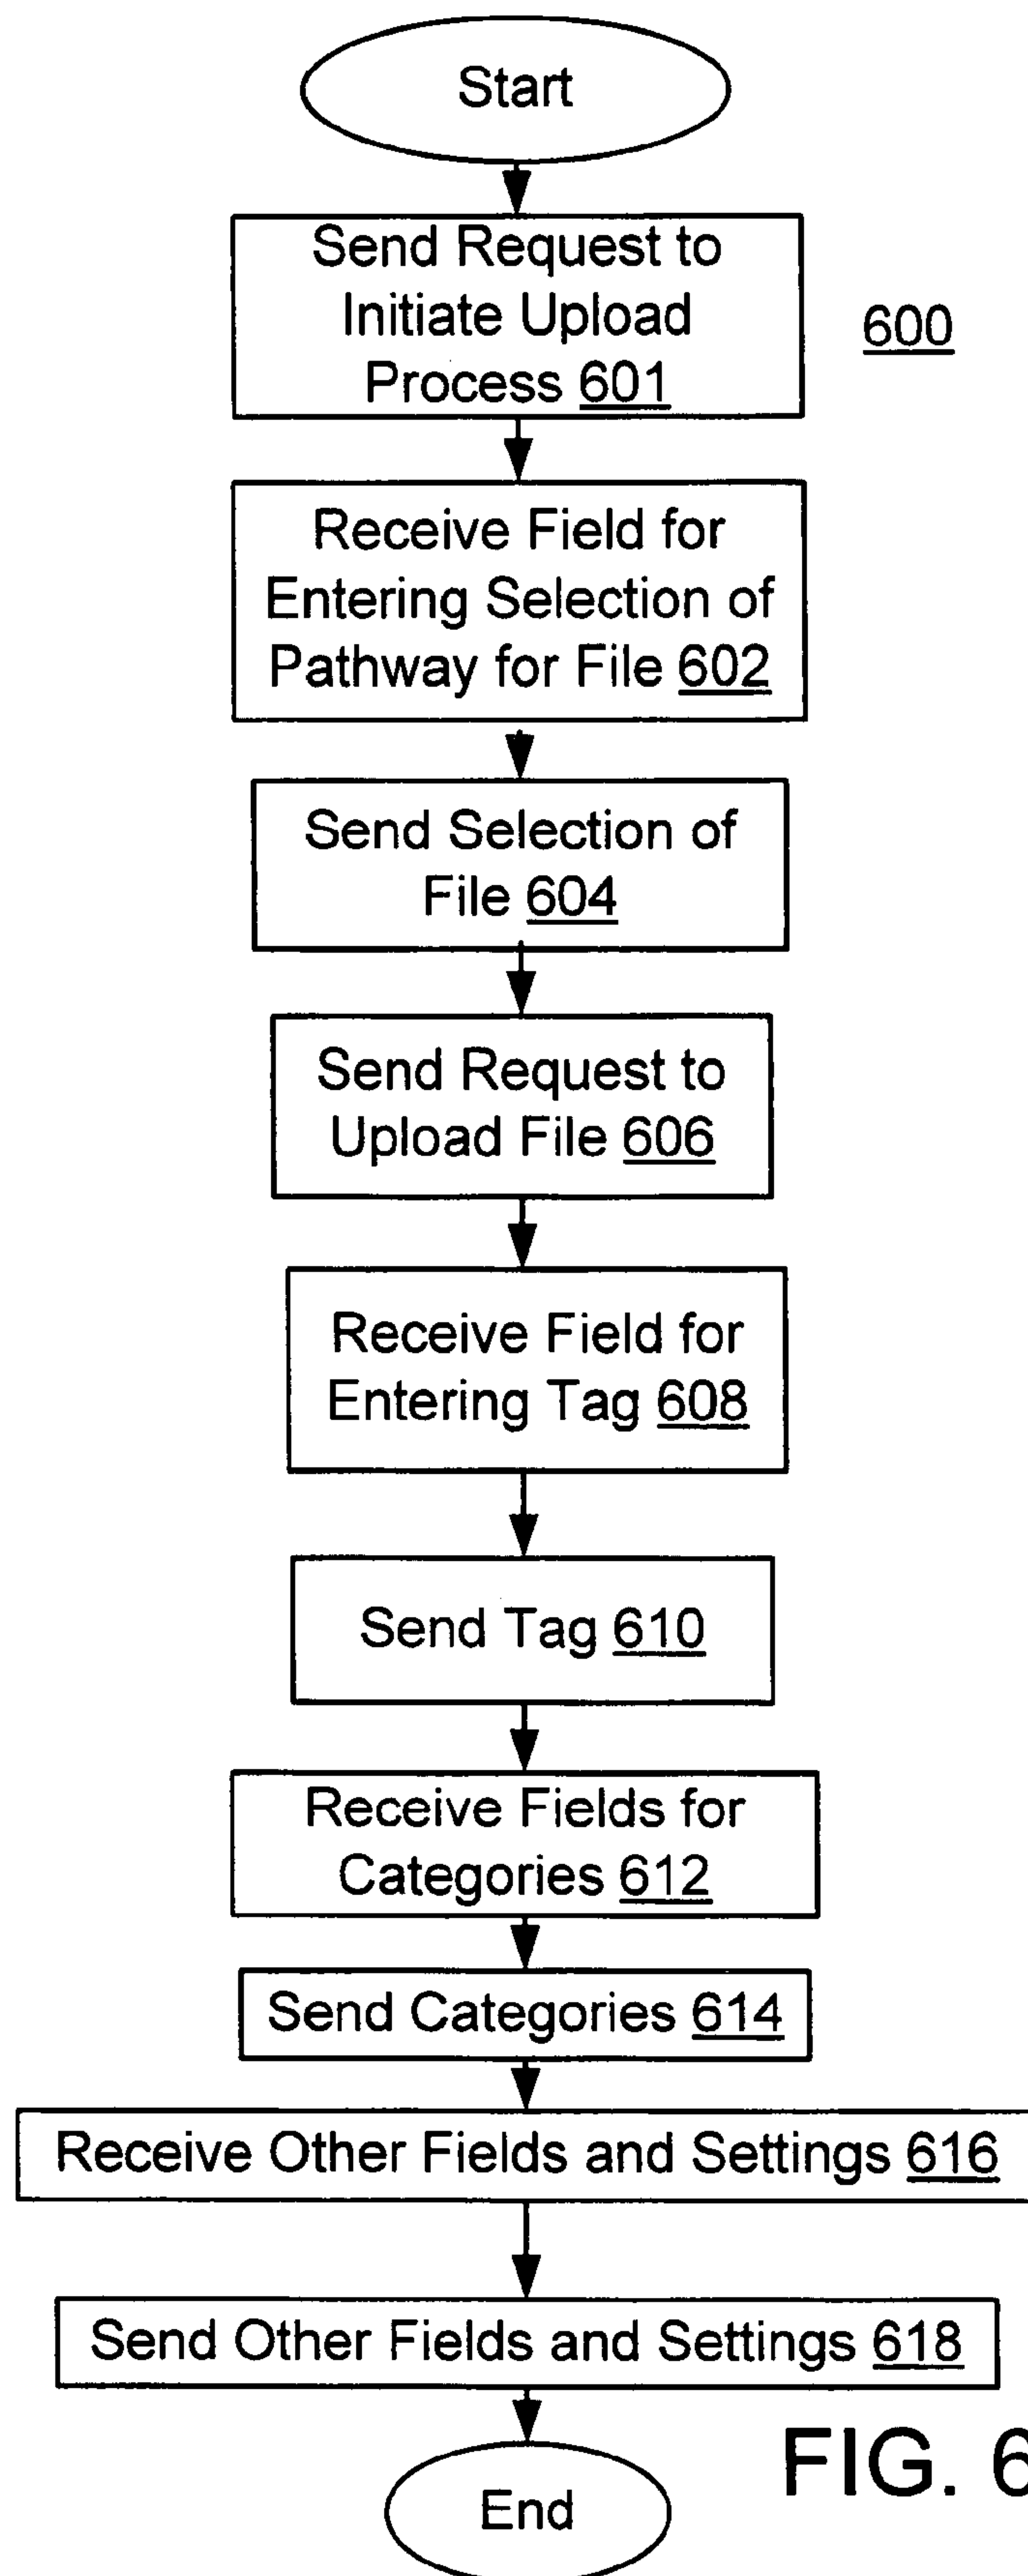 Start
Send Request to
Initiate Upload
Process 601
600
Receive Field for
Entering Selection of
Pathway for File 602
Send Selection of
File 604
Send Request to
Upload File 606
Receive Field for
Entering Tag 608
Send Tag 610
Receive Fields for
Categories 612
Send Categories 614
Receive Other Fields and Settings 616
Send Other Fields and Settings 618
FIG. 6
End